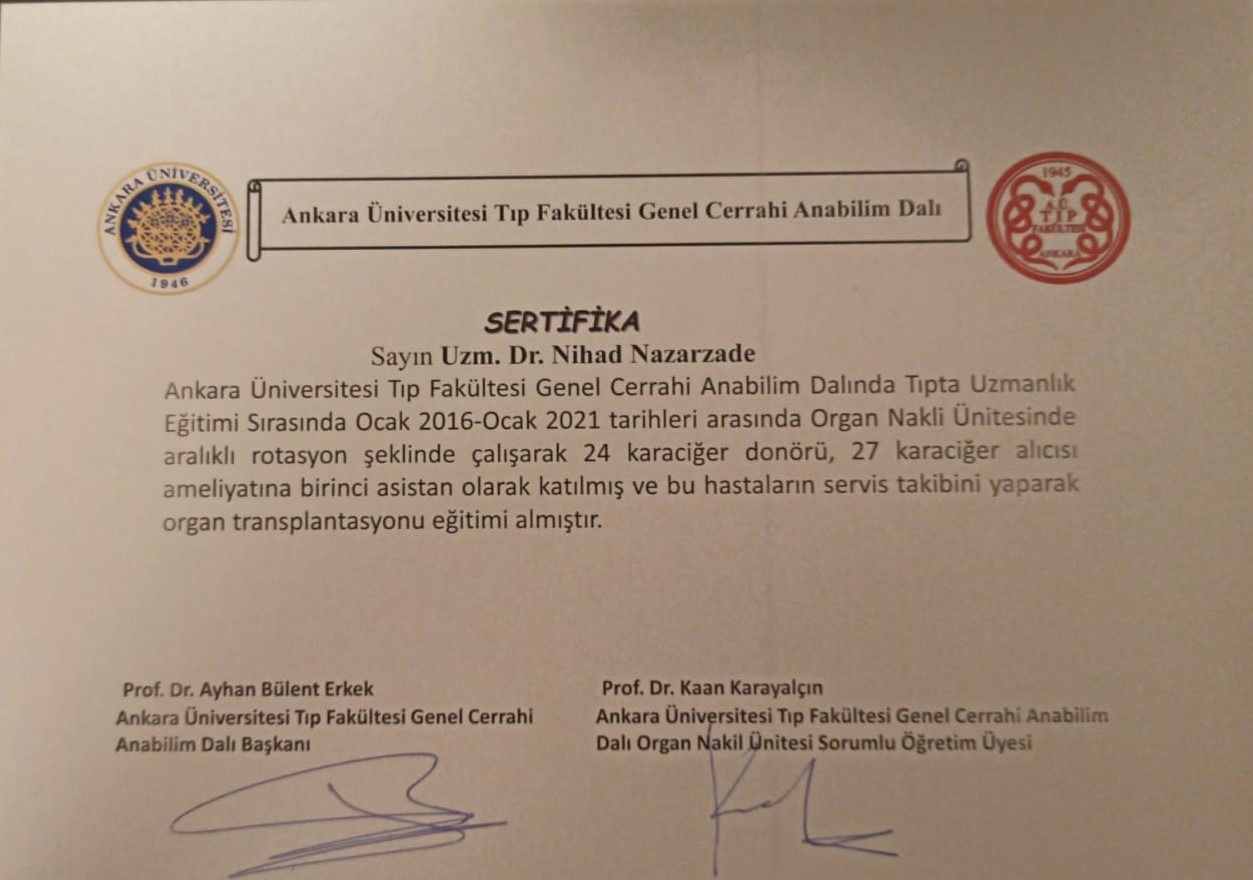 ANKARA ÜNİVERSİTESİ
1946
Ankara Üniversitesi Tıp Fakültesi Genel Cerrahi Anabilim Dalı
1945
A.Ü.
TIP
FAKÜLTESİ
ANKARA
SERTİFİKA
Sayın Uzm. Dr. Nihad Nazarzade
Ankara Üniversitesi Tıp Fakültesi Genel Cerrahi Anabilim Dalında Tıpta Uzmanlık
Eğitimi Sırasında Ocak 2016-Ocak 2021 tarihleri arasında Organ Nakli Ünitesinde
aralıklı rotasyon şeklinde çalışarak 24 karaciğer donörü, 27 karaciğer alıcısı
ameliyatına birinci asistan olarak katılmış ve bu hastaların servis takibini yaparak
organ transplantasyonu eğitimi almıştır.
Prof. Dr. Ayhan Bülent Erkek
Ankara Üniversitesi Tıp Fakültesi Genel Cerrahi
Anabilim Dalı Başkanı
Prof. Dr. Kaan Karayalçın
Ankara Üniversitesi Tıp Fakültesi Genel Cerrahi Anabilim
Dalı Organ Nakil Ünitesi Sorumlu Öğretim Üyesi